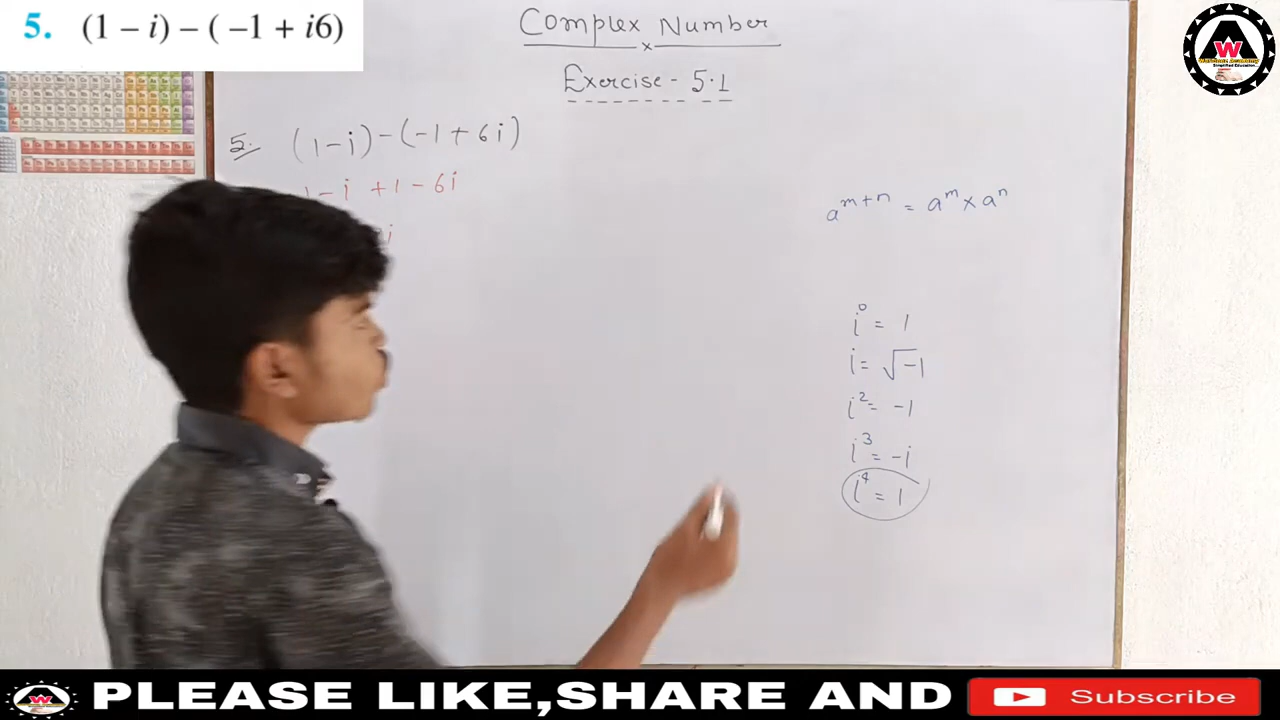 5. (1 – i) – ( –1 + i6)
Complex Number
x
Exercise - 5.1
5. (1-i)-(-1+6i)
1-i +1-6i
i
a^{m+n} = a^m × a^n
i^0 = 1
i = √-1
i^2 = -1
i^3 = -i
i^4 = 1
PLEASE LIKE,SHARE AND Subscribe